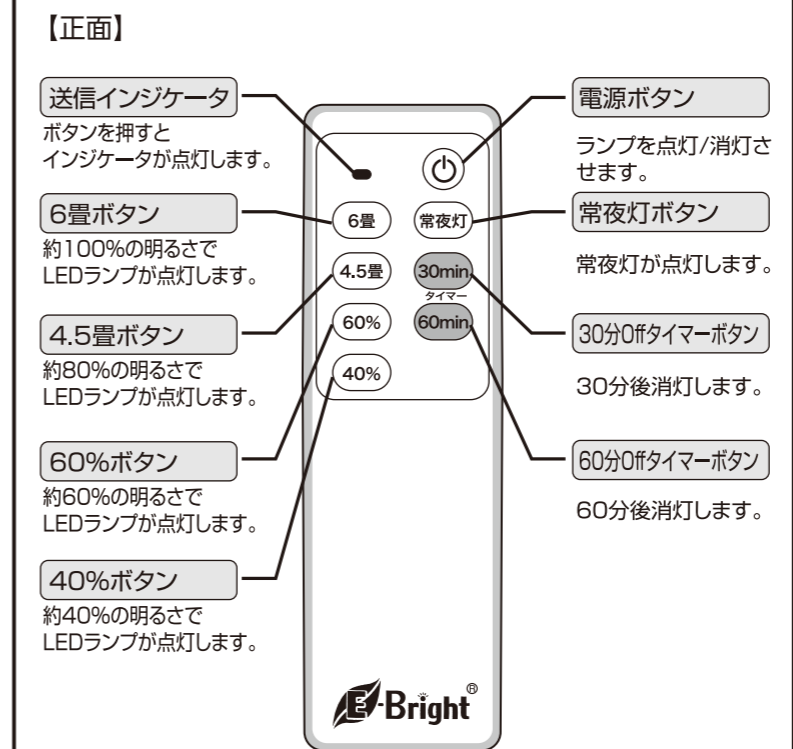 【正面】
送信インジケータ
ボタンを押すと
インジケータが点灯します。
6畳ボタン
約100%の明るさで
LEDランプが点灯します。
4.5畳ボタン
約80%の明るさで
LEDランプが点灯します。
60%ボタン
約60%の明るさで
LEDランプが点灯します。
40%ボタン
約40%の明るさで
LEDランプが点灯します。
6畳
常夜灯
4.5畳
30min
タイマー
60%
60min
40%
E-Bright®
電源ボタン
ランプを点灯/消灯さ
せます。
常夜灯ボタン
常夜灯が点灯します。
30分Offタイマーボタン
30分後消灯します。
60分Offタイマーボタン
60分後消灯します。